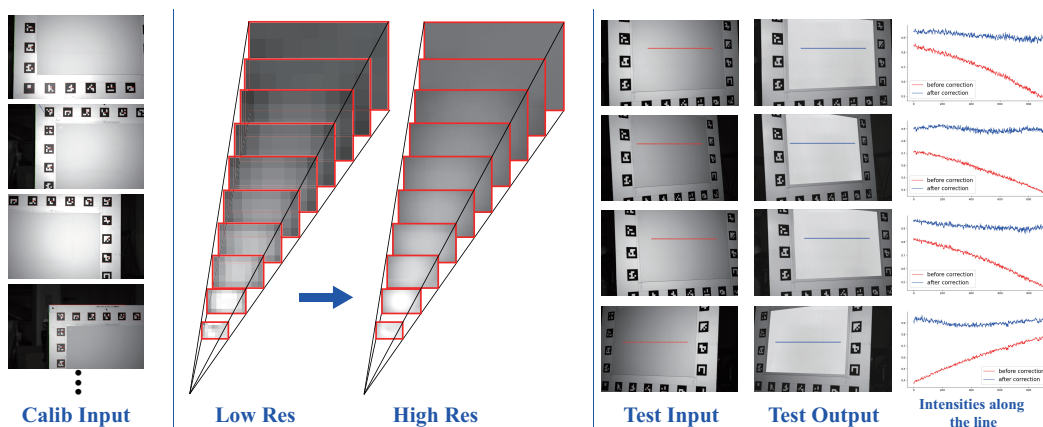 before correction
after correction
before correction
after correction
before correction
after correction
before correction
after correction
Calib Input
Low Res
High Res
Test Input
Test Output
Intensities along
the line